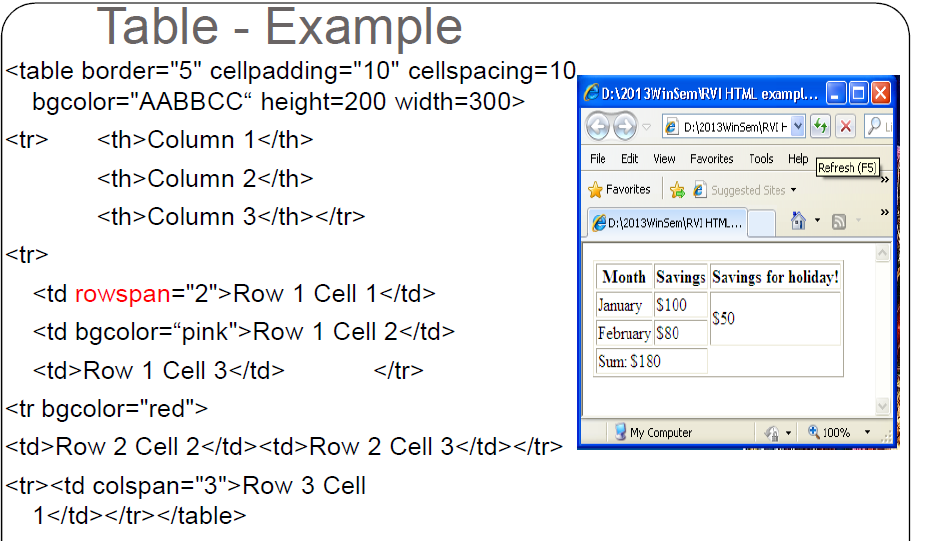 Table - Example
<table border="5" cellpadding="10" cellspacing=10
bgcolor="AABBCC“ height=200 width=300>
<tr> <th>Column 1</th>
<th>Column 2</th>
<th>Column 3</th></tr>
<tr>
<td rowspan="2">Row 1 Cell 1</td>
<td bgcolor=“pink">Row 1 Cell 2</td>
<td>Row 1 Cell 3</td> </tr>
<tr bgcolor="red">
<td>Row 2 Cell 2</td><td>Row 2 Cell 3</td></tr>
<tr><td colspan="3">Row 3 Cell
1</td></tr></table>
D:\2013WinSem\RVI HTML exampl...
D:\2013WinSem\RVI H
Li
File Edit View Favorites Tools Help
Refresh (F5)
»
Favorites Suggested Sites
D:\2013WinSem\RVI HTM... »
Month Savings Savings for holiday!
January $100 $50
February $80
Sum: $180
My Computer 100%